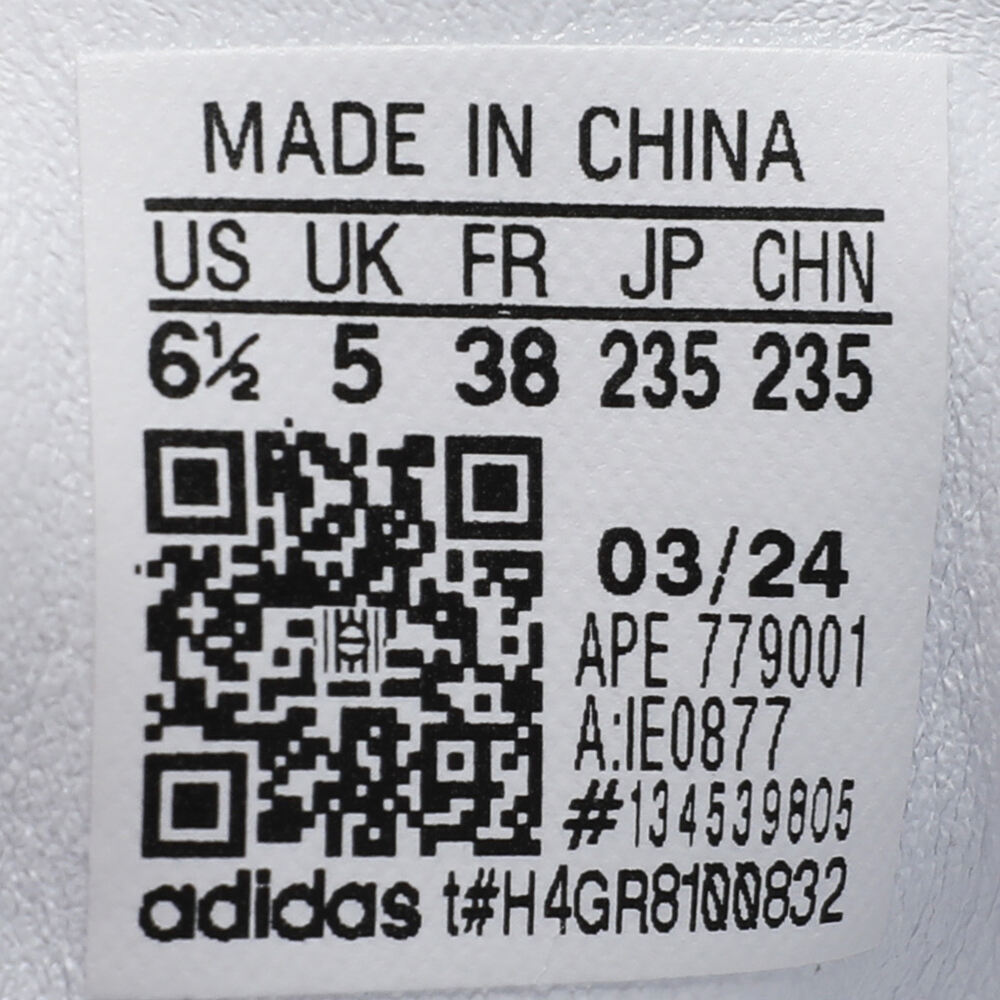 MADE IN CHINA
US UK FR JP CHN
6½ 5 38 235 235
03/24
APE 779001
A:IE0877
#134539805
adidas t#H4GR8100832